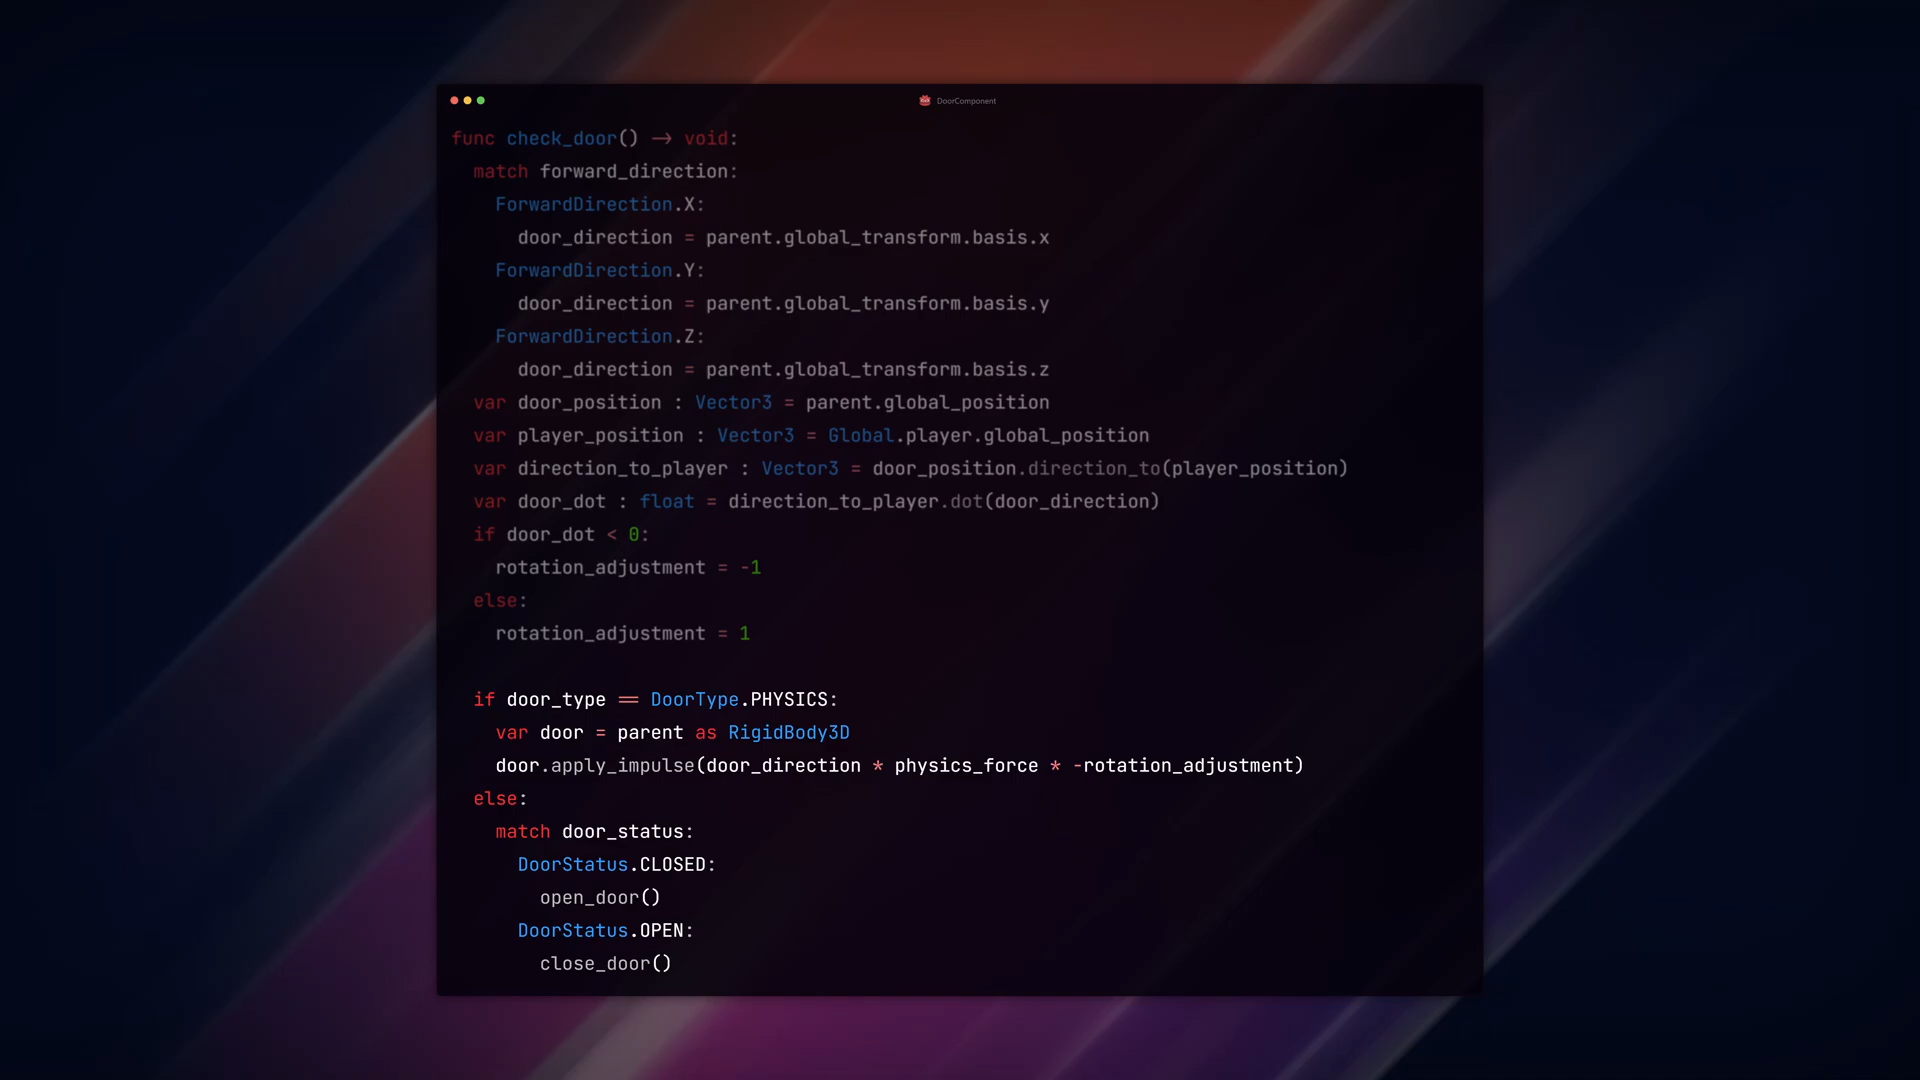 DoorComponent
func check_door() -> void:
  match forward_direction:
    ForwardDirection.X:
      door_direction = parent.global_transform.basis.x
    ForwardDirection.Y:
      door_direction = parent.global_transform.basis.y
    ForwardDirection.Z:
      door_direction = parent.global_transform.basis.z
  var door_position : Vector3 = parent.global_position
  var player_position : Vector3 = Global.player.global_position
  var direction_to_player : Vector3 = door_position.direction_to(player_position)
  var door_dot : float = direction_to_player.dot(door_direction)
  if door_dot < 0:
    rotation_adjustment = -1
  else:
    rotation_adjustment = 1
  if door_type == DoorType.PHYSICS:
    var door = parent as RigidBody3D
    door.apply_impulse(door_direction * physics_force * -rotation_adjustment)
  else:
    match door_status:
      DoorStatus.CLOSED:
        open_door()
      DoorStatus.OPEN:
        close_door()